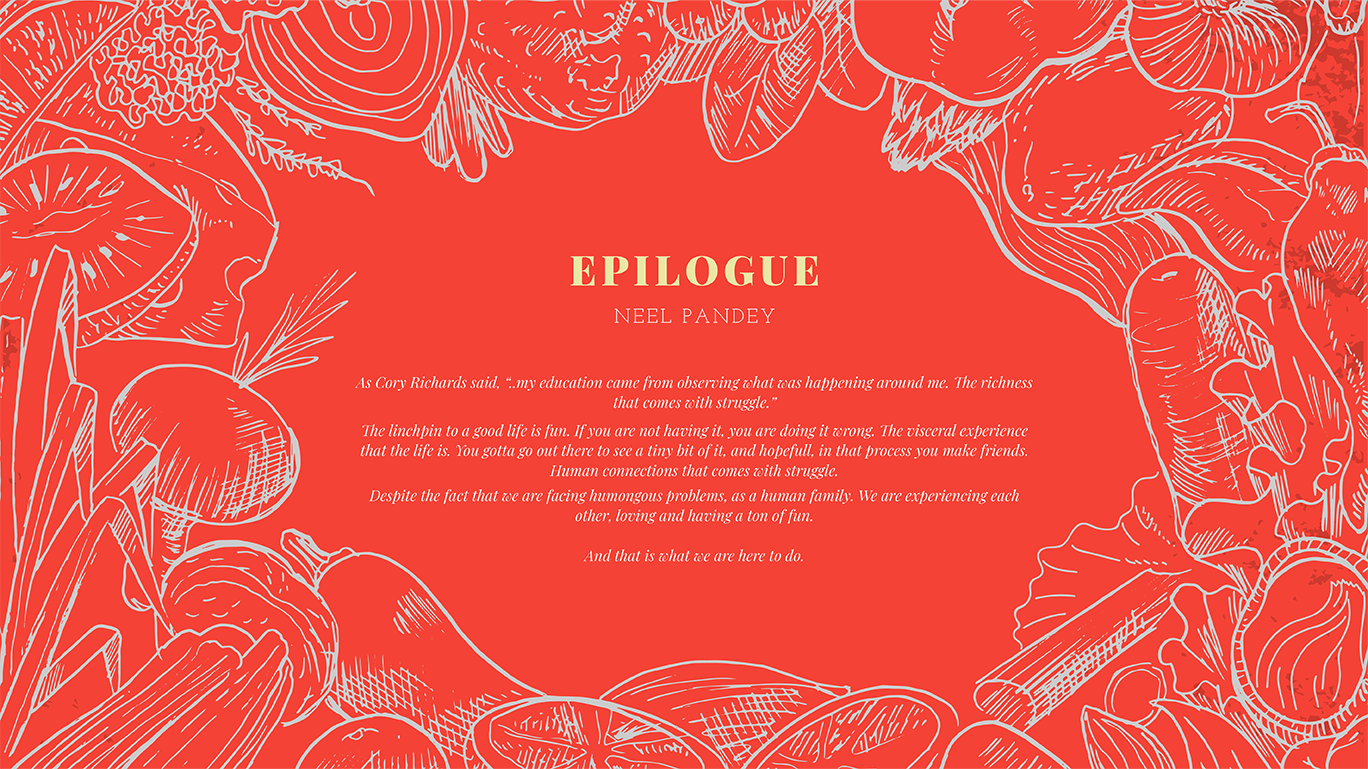 EPILOGUE
NEEL PANDEY
As Cory Richards said, “..my education came from observing what was happening around me. The richness
that comes with struggle.”
The linchpin to a good life is fun. If you are not having it, you are doing it wrong. The visceral experience
that the life is. You gotta go out there to see a tiny bit of it, and hopefull, in that process you make friends.
Human connections that comes with struggle.
Despite the fact that we are facing humongous problems, as a human family. We are experiencing each
other, loving and having a ton of fun.
And that is what we are here to do.